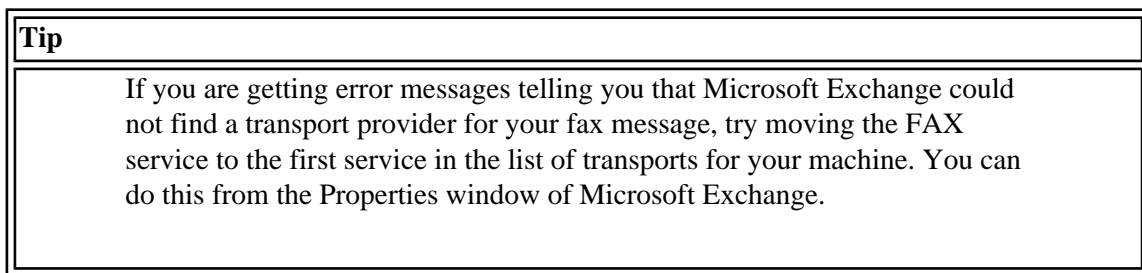 Tip
If you are getting error messages telling you that Microsoft Exchange could
not find a transport provider for your fax message, try moving the FAX
service to the first service in the list of transports for your machine. You can
do this from the Properties window of Microsoft Exchange.